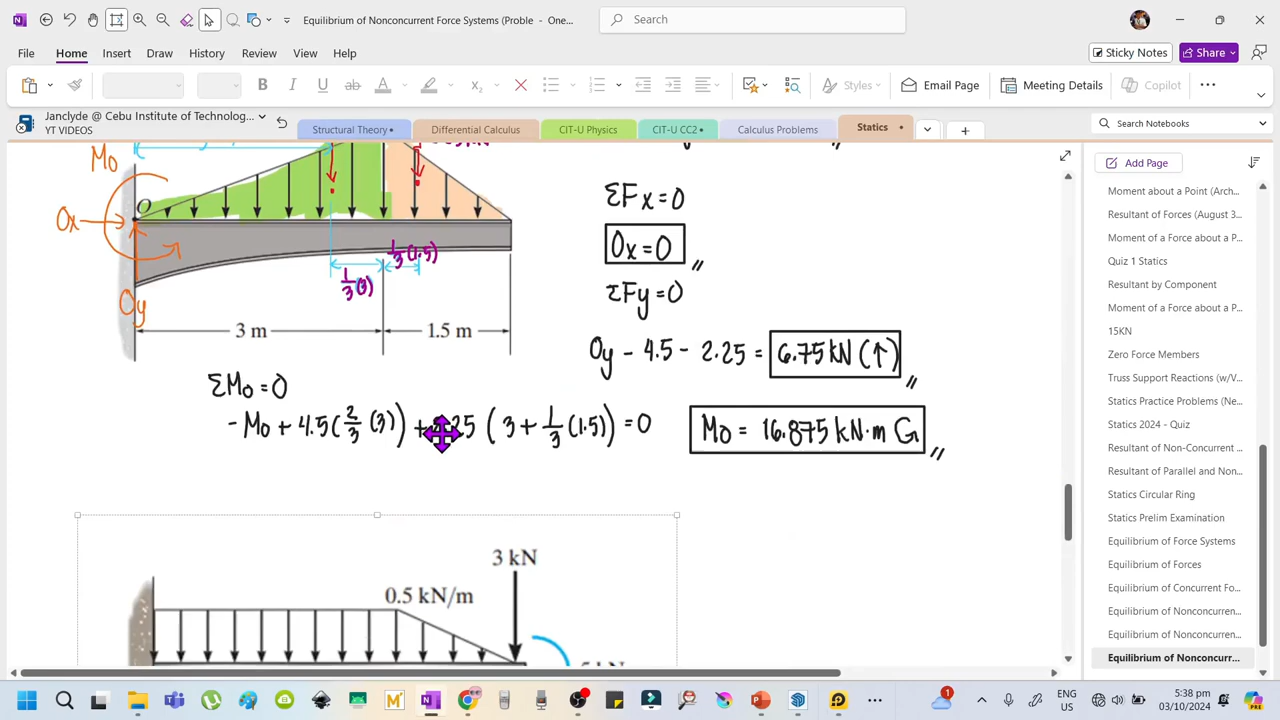 Equilibrium of Nonconcurrent Force Systems (Proble - One...
Search
File Home Insert Draw History Review View Help
Sticky Notes
Share
Styles
Email Page
Meeting Details
Copilot
Janclyde @ Cebu Institute of Technolog...
YT VIDEOS
Structural Theory
Differential Calculus
CIT-U Physics
CIT-U CC2
Calculus Problems
Statics
Search Notebooks
Add Page
Moment about a Point (Arch...
Resultant of Forces (August 3...
Moment of a Force about a P...
Quiz 1 Statics
Resultant by Component
Moment of a Force about a P...
15KN
Zero Force Members
Truss Support Reactions (w/V...
Statics Practice Problems (Ne...
Statics 2024 - Quiz
Resultant of Non-Concurrent ...
Resultant of Parallel and Non...
Statics Circular Ring
Statics Prelim Examination
Equilibrium of Force Systems
Equilibrium of Forces
Equilibrium of Concurrent Fo...
Equilibrium of Nonconcurren...
Equilibrium of Nonconcurren...
Equilibrium of Nonconcurr...
Mo
O
Ox
Oy
1/3(3)
1/3(1.5)
3 m
1.5 m
ΣFx=0
Ox=0
ΣFy=0
Oy - 4.5 - 2.25 = 6.75kN (↑)
ΣMo=0
-Mo + 4.5(2/3(3)) + 25 (3+1/3(1.5)) =0
Mo = 16.875 kN·m
3 kN
0.5 kN/m
ENG
US
5:38 pm
03/10/2024
1